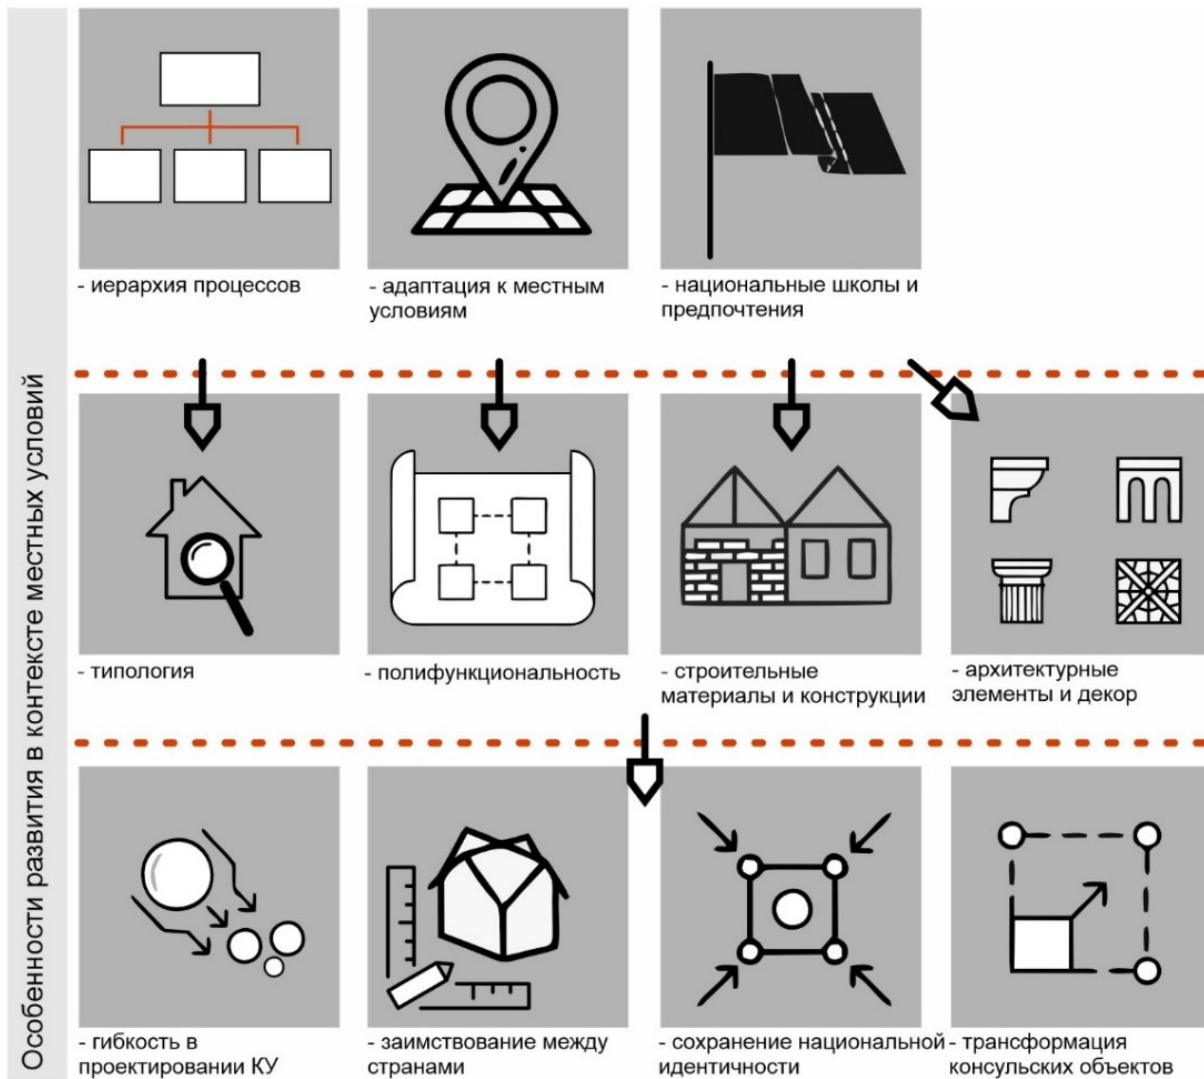 Особенности развития в контексте местных условий
- иерархия процессов
- адаптация к местным
условиям
- национальные школы и
предпочтения
- типология
- полифункциональность
- строительные
материалы и конструкции
- архитектурные
элементы и декор
- гибкость в
проектировании КУ
- заимствование между
странами
- сохранение национальной
идентичности
- трансформация
консульских объектов